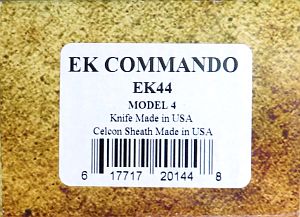 EK COMMANDO
EK44
MODEL 4
Knife Made in USA
Celcon Sheath Made in USA
6 17717 20144 8